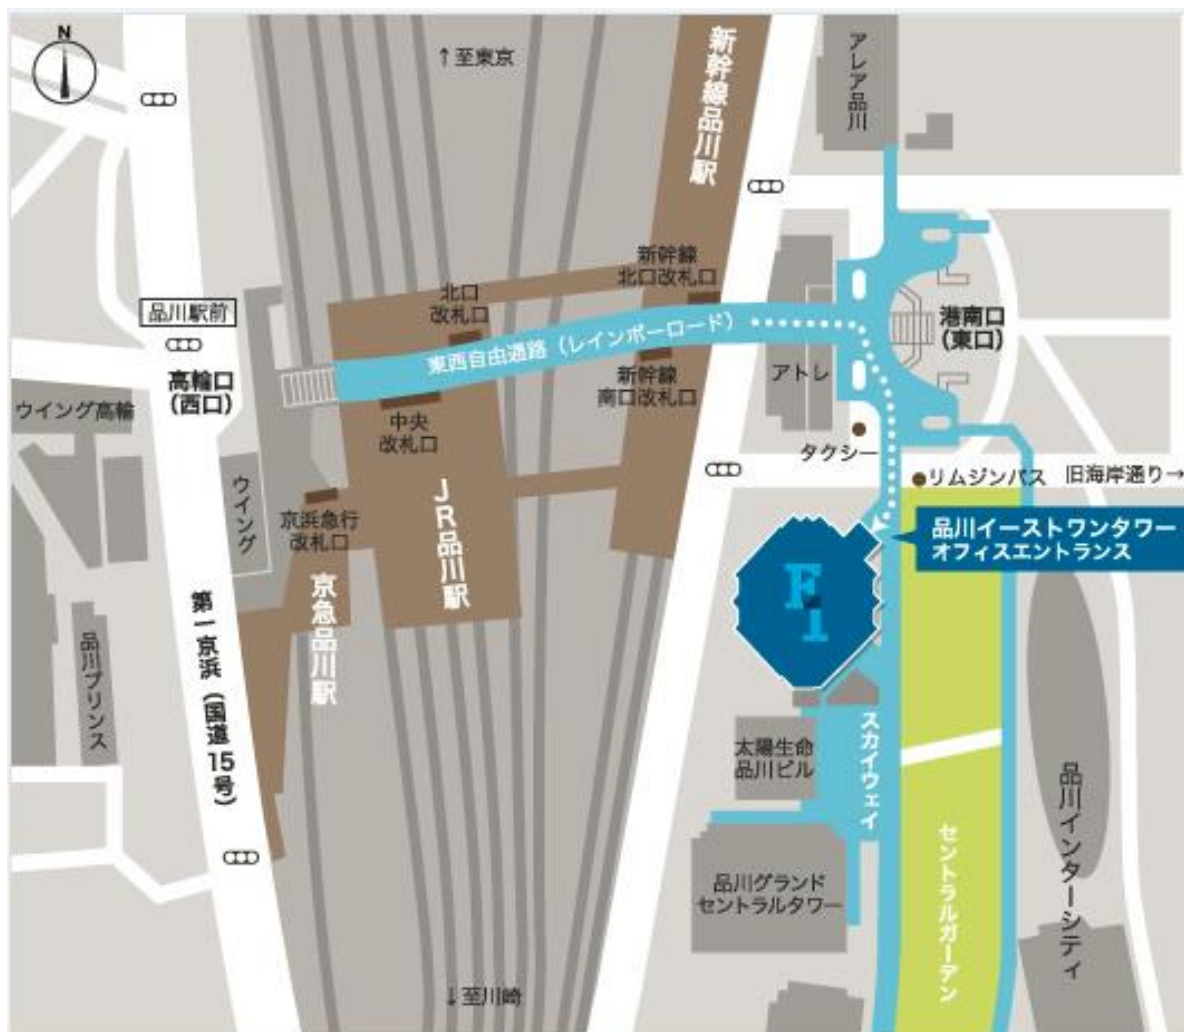 N
↑至東京
新幹線品川駅
アレア品川
新幹線
北口改札口
北口
改札口
品川駅前
東西自由通路（レインボーロード）
港南口
（東口）
高輪口
（西口）
ウイング高輪
中央
改札口
新幹線
南口改札口
アトレ
タクシー
リムジンバス
旧海岸通り→
ウイング
京浜急行
改札口
JR品川駅
品川イーストワンタワー
オフィスエントランス
F1
京急品川駅
第一京浜（国道15号）
品川プリンス
太陽生命
品川ビル
スカイウェイ
品川インターシティ
セントラルガーデン
品川グランド
セントラルタワー
↓至川崎